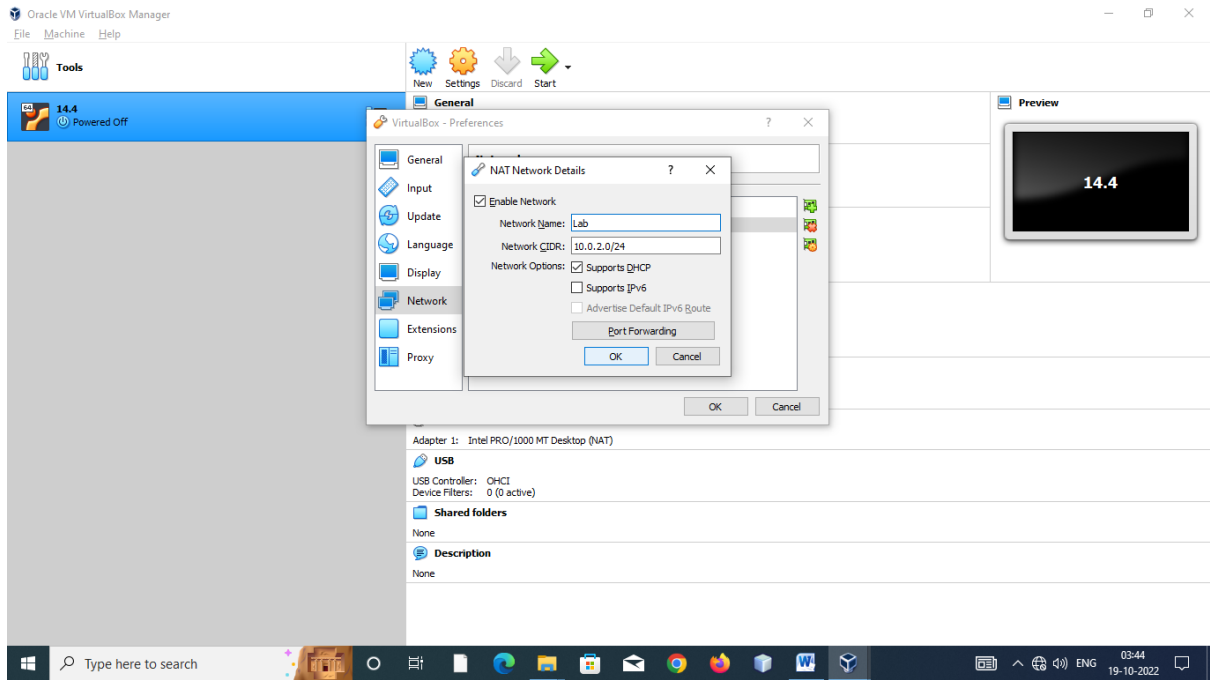 Oracle VM VirtualBox Manager
File Machine Help
Tools
New Settings Discard Start
64
14.4
Powered Off
General
Preview
14.4
VirtualBox - Preferences ?
General
Input
Update
Language
Display
Network
Extensions
Proxy
NAT Network Details ?
Enable Network
Network Name: Lab
Network CIDR: 10.0.2.0/24
Network Options: Supports DHCP
Supports IPv6
Advertise Default IPv6 Route
Port Forwarding
OK Cancel
OK Cancel
Adapter 1: Intel PRO/1000 MT Desktop (NAT)
USB
USB Controller: OHCI
Device Filters: 0 (0 active)
Shared folders
None
Description
None
Type here to search
ENG
03:44
19-10-2022